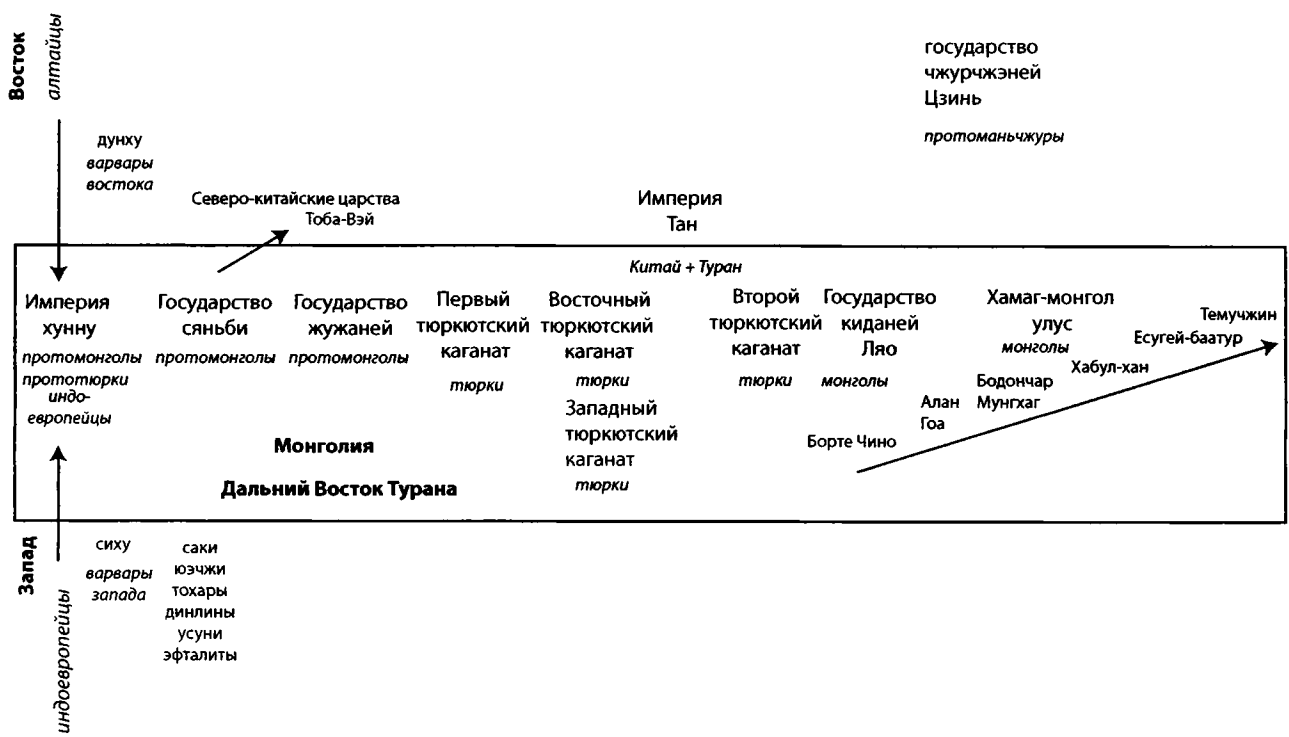 Восток
алтайцы
дунху
варвары
востока
Северо-китайские царства
Тоба-Вэй
Империя
Тан
государство
чжурчжэней
Цзинь
протоманьчжуры
Китай + Туран
Империя
хунну
протомонголы
прототюрки
индо-
европейцы
Государство
сяньби
протомонголы
Государство
жужаней
протомонголы
Первый
тюркютский
каганат
тюрки
Восточный
тюркютский
каганат
тюрки
Западный
тюркютский
каганат
тюрки
Второй
тюркютский
каганат
тюрки
Государство
киданей
Ляо
монголы
Хамаг-монгол
улус
монголы
Борте Чино
Алан
Гоа
Бодончар
Мунгхаг
Хабул-хан
Есугей-баатур
Темучжин
Монголия
Дальний Восток Турана
Запад
индоевропейцы
сиху
варвары
запада
саки
юэчжи
тохары
динлины
усуни
эфталиты